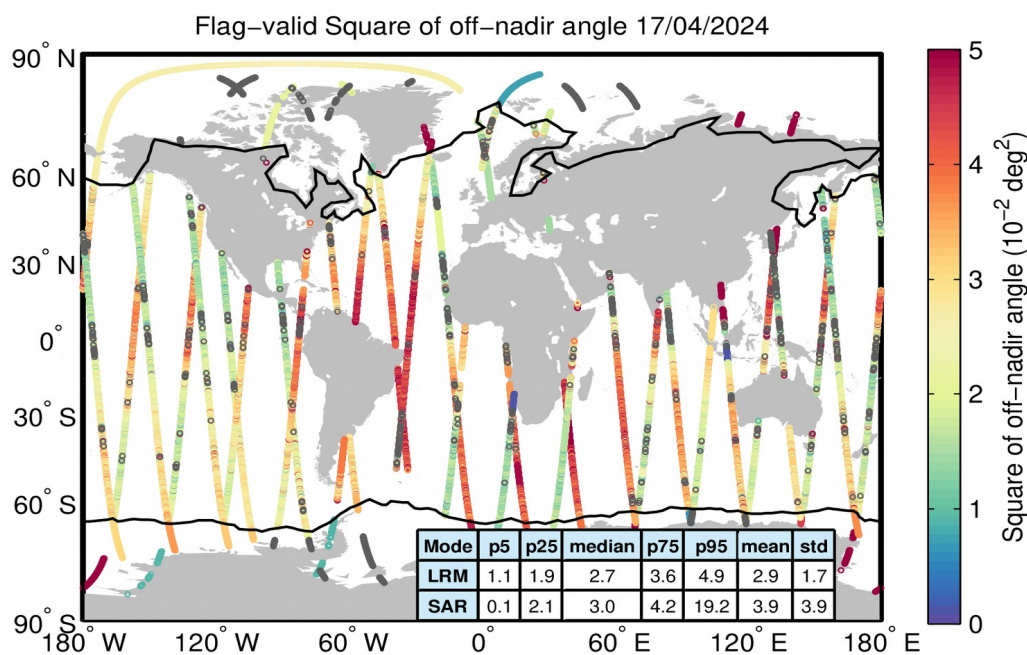 Flag−valid Square of off−nadir angle 17/04/2024
90° N
60° N
30° N
0°
30° S
60° S
90° S
180° W
120° W
60° W
0°
60° E
120° E
180° E
Mode p5 p25 median p75 p95 mean std
LRM 1.1 1.9 2.7 3.6 4.9 2.9 1.7
SAR 0.1 2.1 3.0 4.2 19.2 3.9 3.9
5
4
3
2
1
0
Square of off−nadir angle (10⁻² deg²)